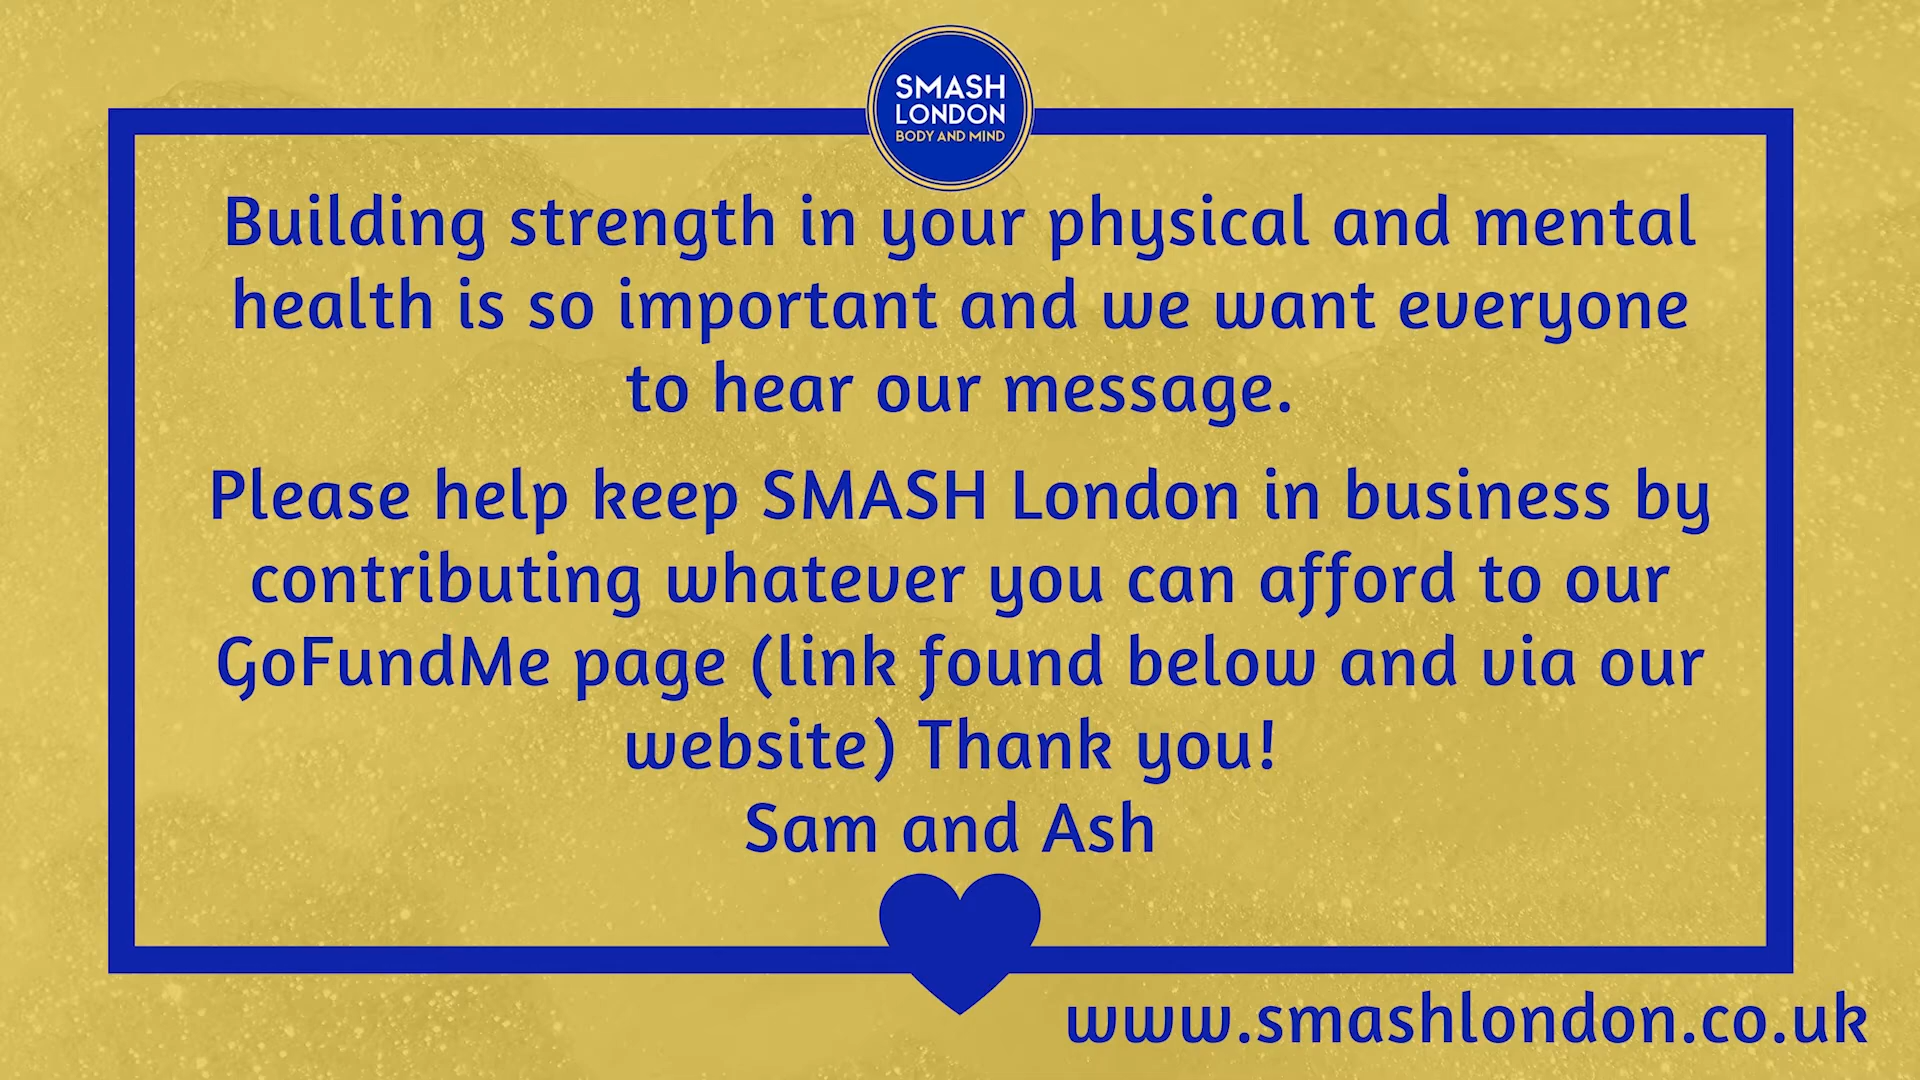 SMASH
LONDON
BODY AND MIND
Building strength in your physical and mental
health is so important and we want everyone
to hear our message.
Please help keep SMASH London in business by
contributing whatever you can afford to our
GoFundMe page (link found below and via our
website) Thank you!
Sam and Ash
www.smashlondon.co.uk